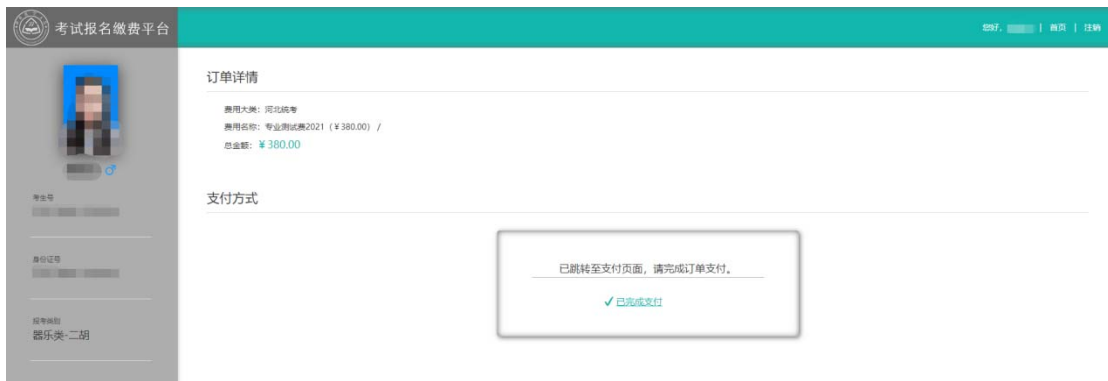 考试报名缴费平台
您好, | 首页 | 注销
订单详情
费用大类:河北统考
费用名称:专业测试费2021(¥380.00) /
总金额:¥380.00
考生号
支付方式
身份证号
已跳转至支付页面,请完成订单支付。
✓已完成支付
报考类别
器乐类-二胡